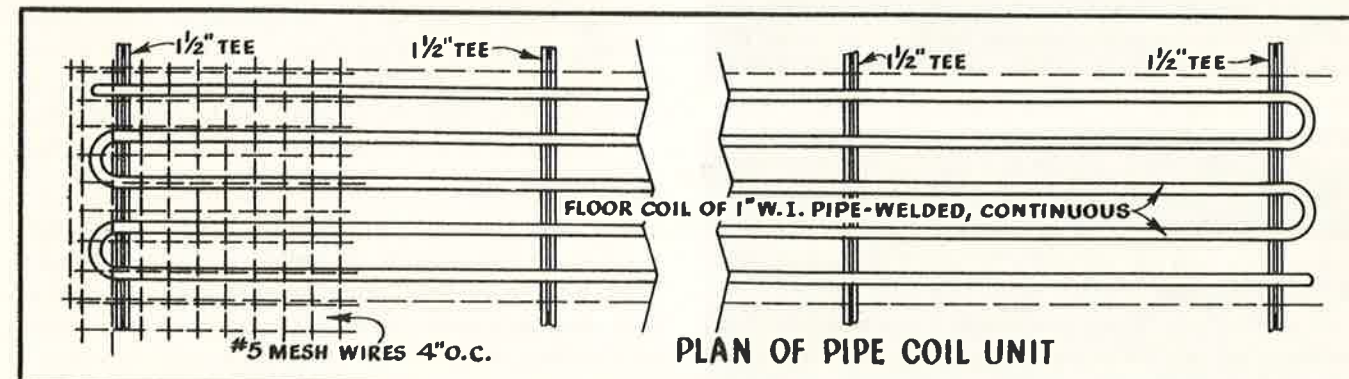 1½" TEE
1½" TEE
1½" TEE
1½" TEE
FLOOR COIL OF 1" W.I. PIPE-WELDED, CONTINUOUS
#5 MESH WIRES 4" O.C.
PLAN OF PIPE COIL UNIT